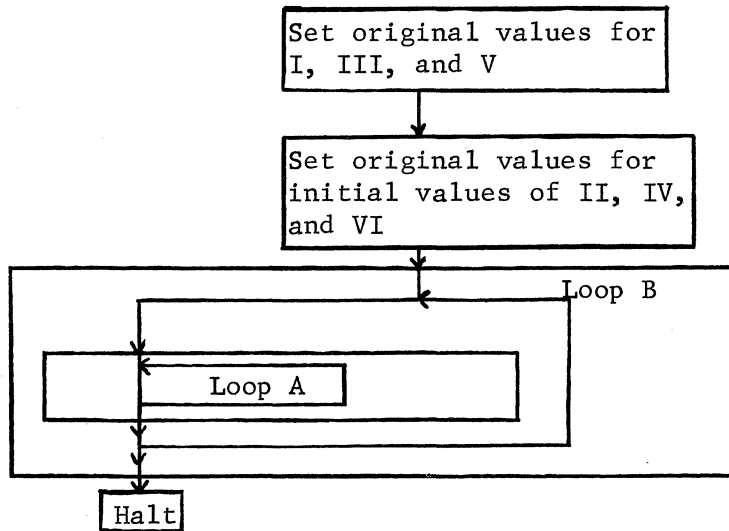 Set original values for
I, III, and V
Set original values for
initial values of II, IV,
and VI
Loop B
Loop A
Halt